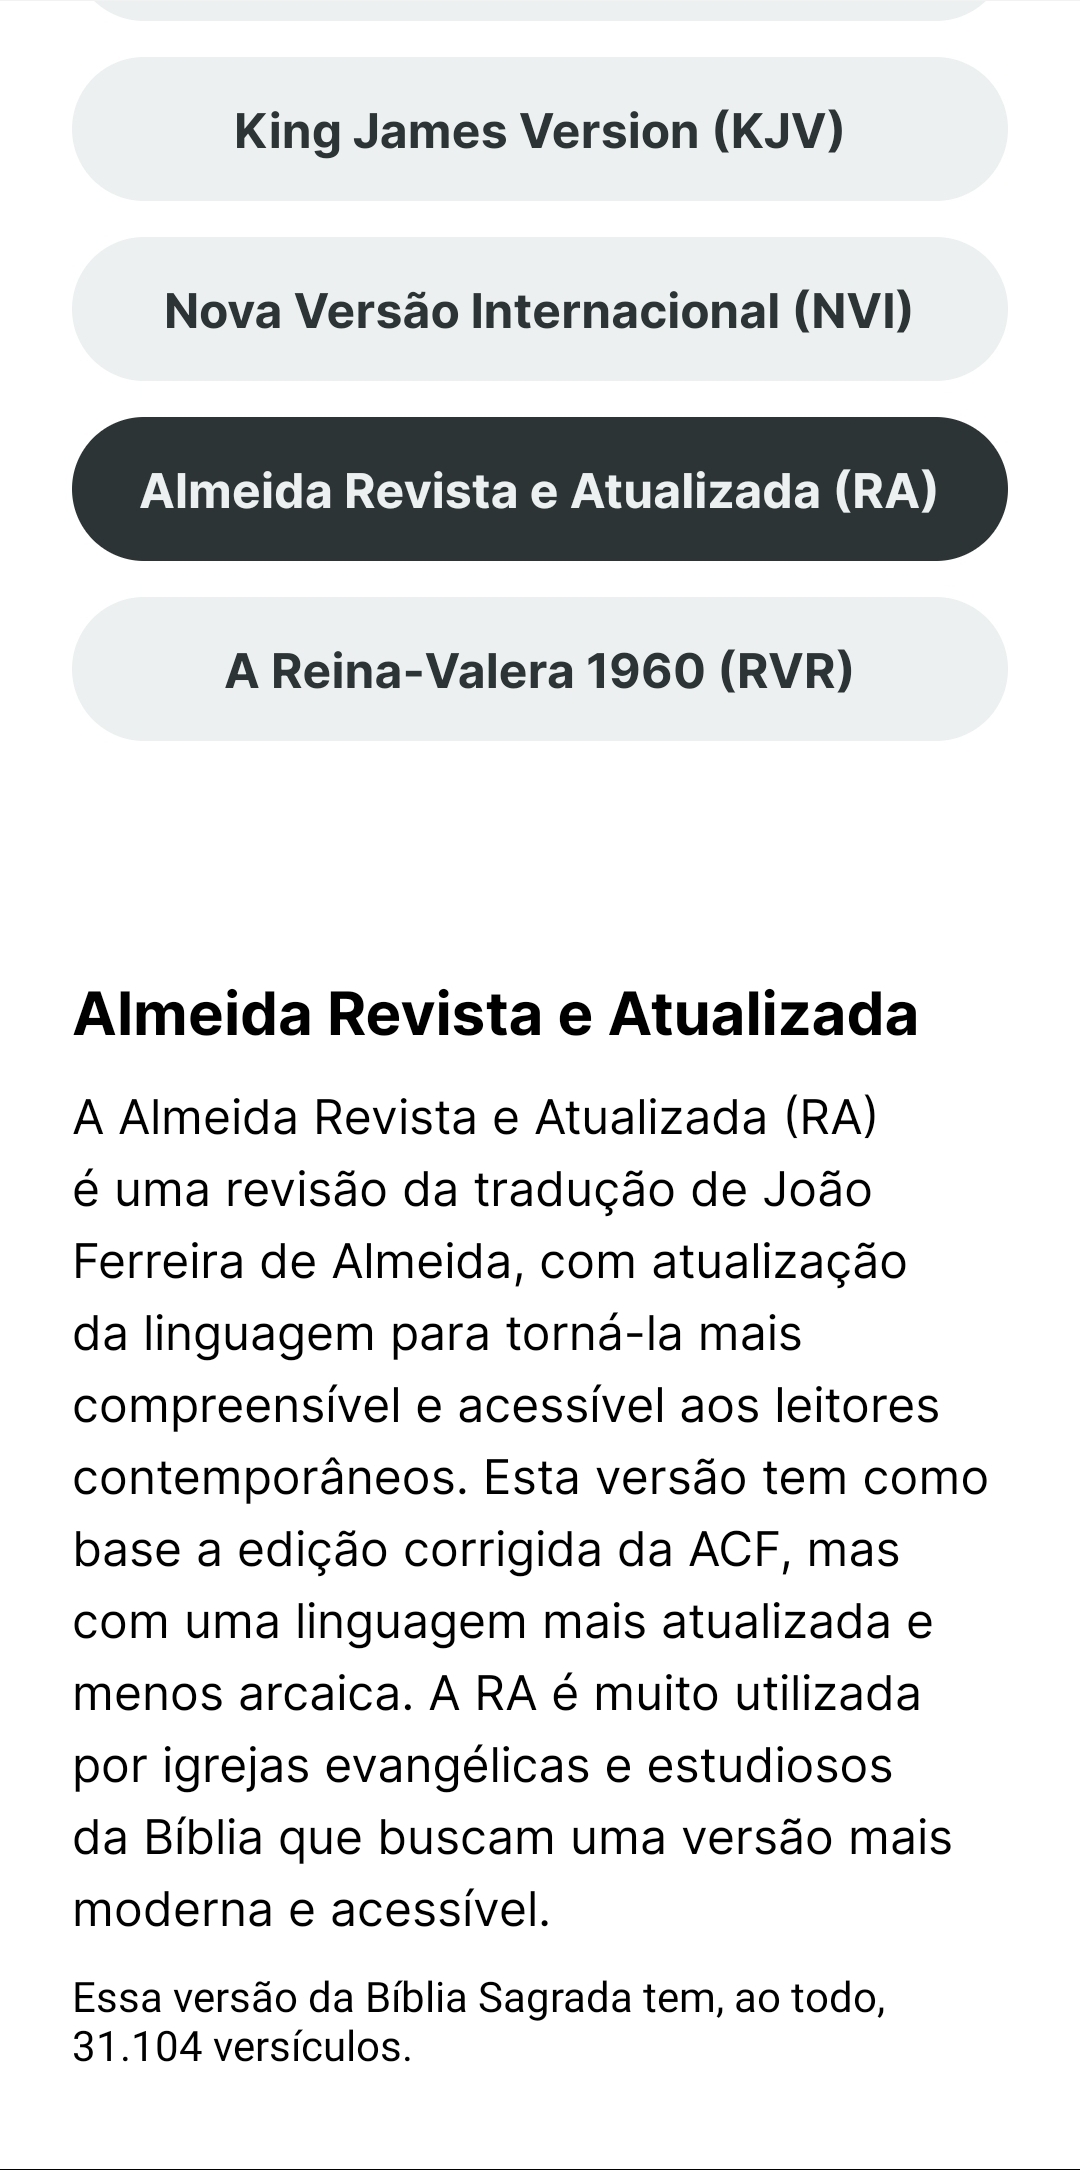 King James Version (KJV)
Nova Versão Internacional (NVI)
Almeida Revista e Atualizada (RA)
A Reina-Valera 1960 (RVR)
Almeida Revista e Atualizada
A Almeida Revista e Atualizada (RA)
é uma revisão da tradução de João
Ferreira de Almeida, com atualização
da linguagem para torná-la mais
compreensível e acessível aos leitores
contemporâneos. Esta versão tem como
base a edição corrigida da ACF, mas
com uma linguagem mais atualizada e
menos arcaica. A RA é muito utilizada
por igrejas evangélicas e estudiosos
da Bíblia que buscam uma versão mais
moderna e acessível.
Essa versão da Bíblia Sagrada tem, ao todo,
31.104 versículos.